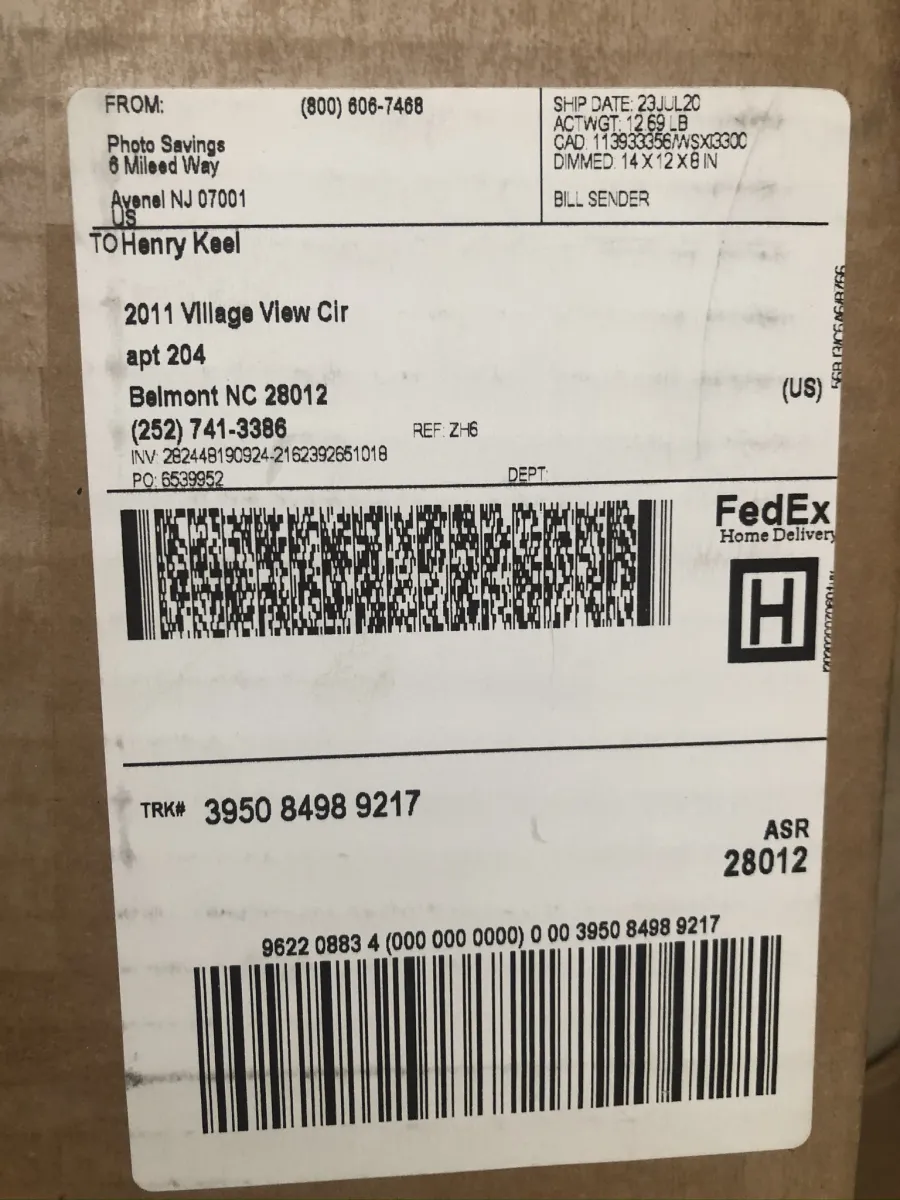 FROM: (800) 606-7468
Photo Savings
6 Mileed Way
Avenel NJ 07001
US
SHIP DATE: 23JUL20
ACTWGT: 12.69 LB
CAD: 113933356/WSXI3300
DIMMED: 14 X 12 X 8 IN
BILL SENDER
TO Henry Keel
2011 Village View Cir
apt 204
Belmont NC 28012
(US)
(252) 741-3386 REF: ZH6
INV: 282448190924-2162392651018
PO: 6539952 DEPT:
FedEx
Home Delivery
H
TRK# 3950 8498 9217
ASR
28012
9622 0883 4 (000 000 0000) 0 00 3950 8498 9217